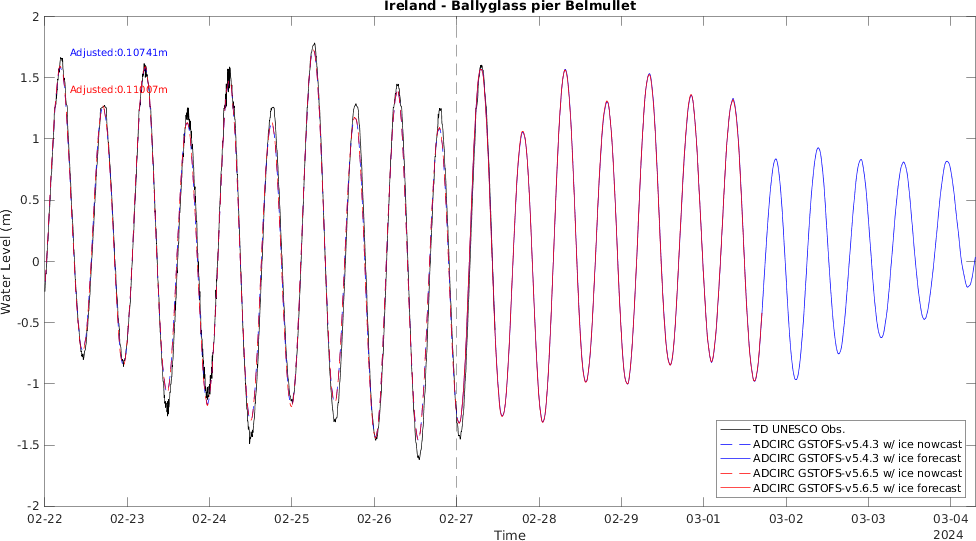 Ireland - Ballyglass pier Belmullet
2
1.5
1
0.5
0
-0.5
-1
-1.5
-2
Water Level (m)
Adjusted:0.10741m
Adjusted:0.11007m
TD UNESCO Obs.
ADCIRC GSTOFS-v5.4.3 w/ ice nowcast
ADCIRC GSTOFS-v5.4.3 w/ ice forecast
ADCIRC GSTOFS-v5.6.5 w/ ice nowcast
ADCIRC GSTOFS-v5.6.5 w/ ice forecast
02-22 02-23 02-24 02-25 02-26 02-27 02-28 02-29 03-01 03-02 03-03 03-04
Time
2024